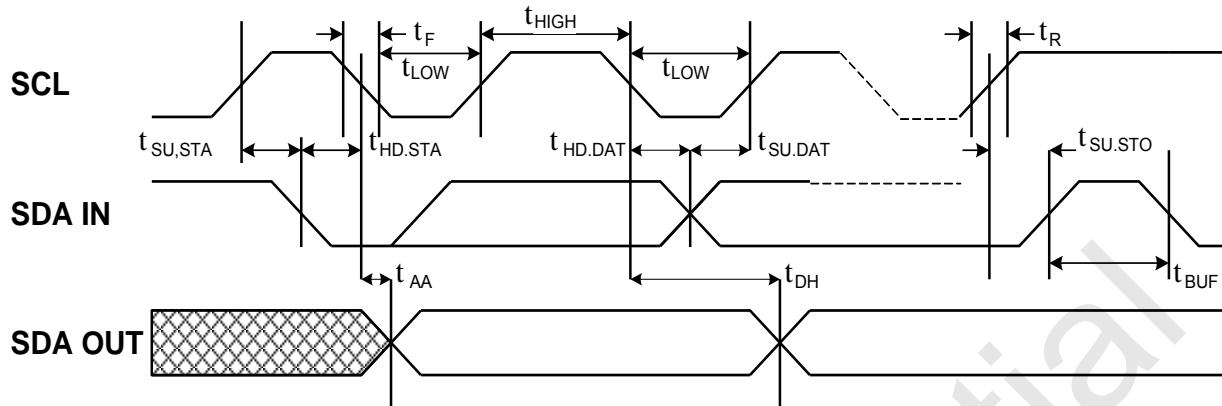 tHIGH
tF
tR
tLOW
tLOW
SCL
tSU,STA
tHD.STA
tHD.DAT
tSU.DAT
tSU.STO
SDA IN
tAA
tDH
tBUF
SDA OUT